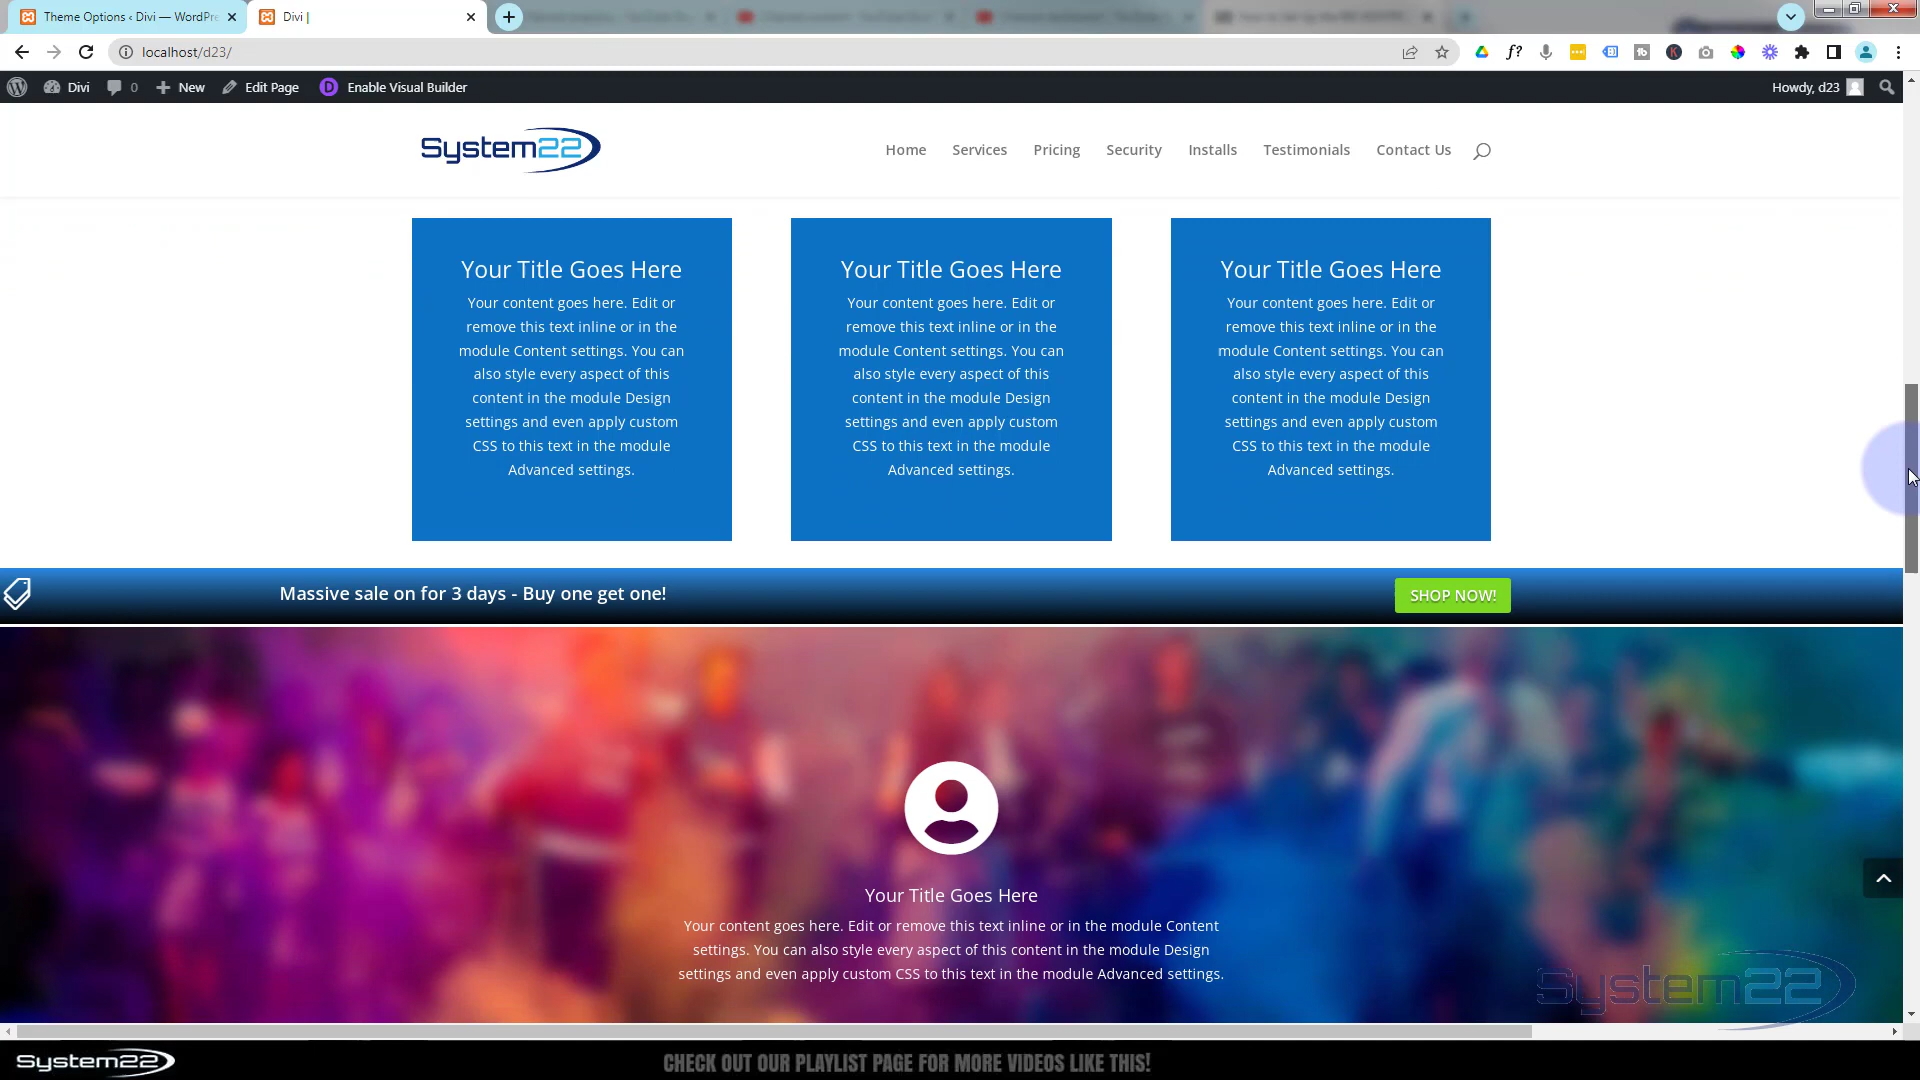 Theme Options ‹ Divi — WordPre
Divi |
localhost/d23/
Divi
0
New
Edit Page
Enable Visual Builder
Howdy, d23
System22
Home
Services
Pricing
Security
Installs
Testimonials
Contact Us
Your Title Goes Here
Your content goes here. Edit or
remove this text inline or in the
module Content settings. You can
also style every aspect of this
content in the module Design
settings and even apply custom
CSS to this text in the module
Advanced settings.
Your Title Goes Here
Your content goes here. Edit or
remove this text inline or in the
module Content settings. You can
also style every aspect of this
content in the module Design
settings and even apply custom
CSS to this text in the module
Advanced settings.
Your Title Goes Here
Your content goes here. Edit or
remove this text inline or in the
module Content settings. You can
also style every aspect of this
content in the module Design
settings and even apply custom
CSS to this text in the module
Advanced settings.
Massive sale on for 3 days - Buy one get one!
SHOP NOW!
Your Title Goes Here
Your content goes here. Edit or remove this text inline or in the module Content
settings. You can also style every aspect of this content in the module Design
settings and even apply custom CSS to this text in the module Advanced settings.
System22
System22
CHECK OUT OUR PLAYLIST PAGE FOR MORE VIDEOS LIKE THIS!